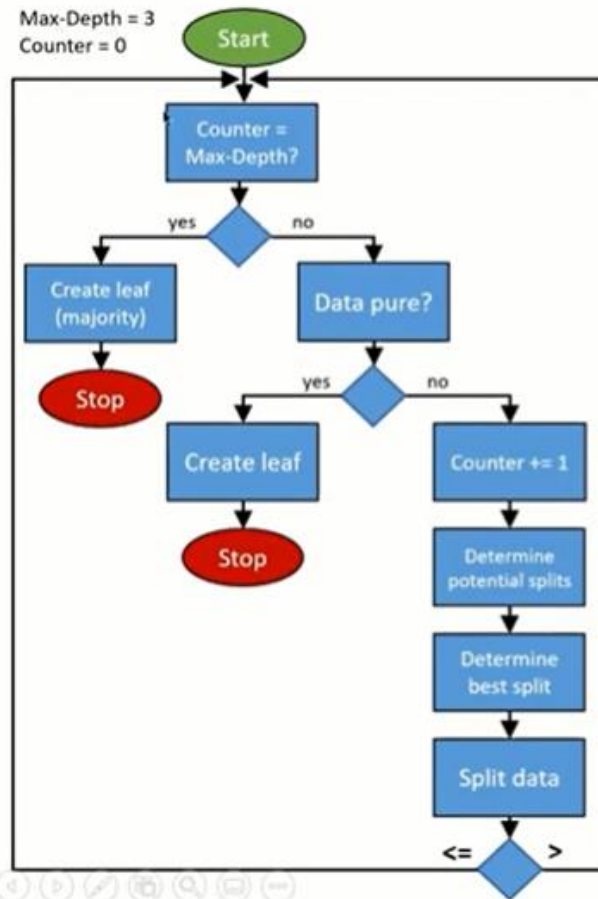 Max-Depth = 3
Counter = 0
Start
Counter =
Max-Depth?
yes
no
Create leaf
(majority)
Data pure?
Stop
yes
no
Create leaf
Counter += 1
Stop
Determine
potential splits
Determine
best split
Split data
<=
>